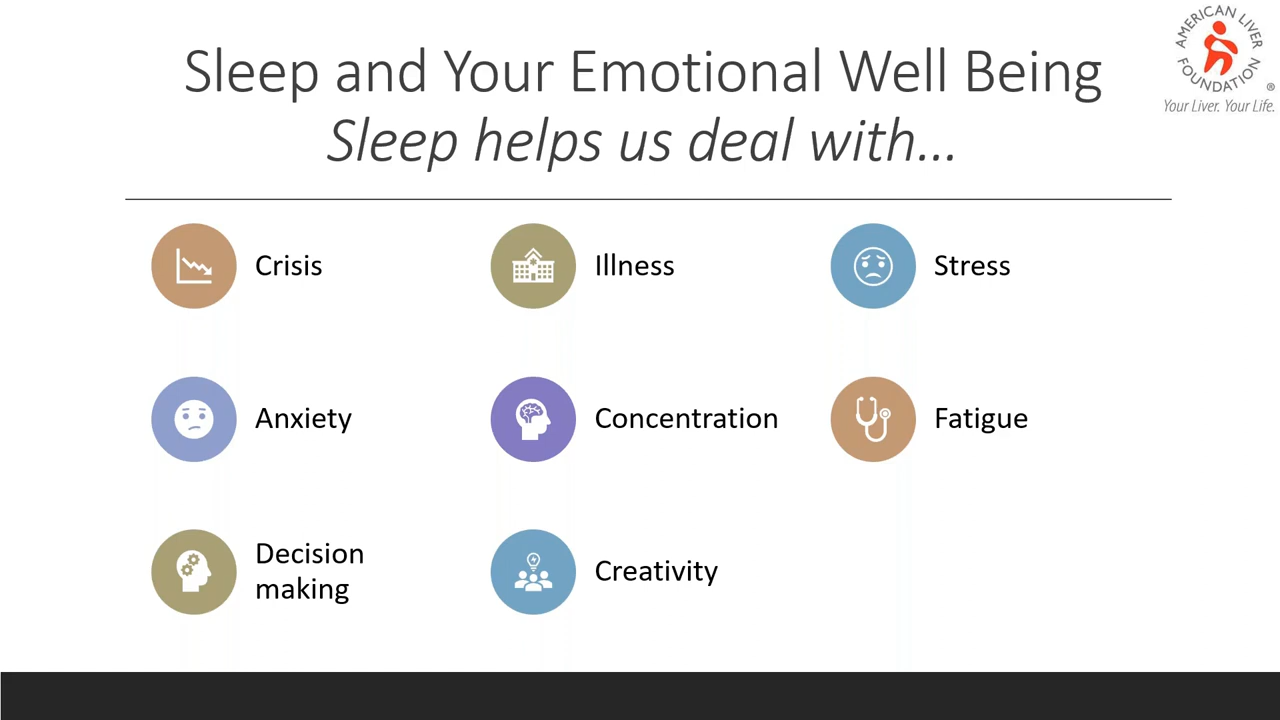 Sleep and Your Emotional Well Being
Sleep helps us deal with...
AMERICAN LIVER FOUNDATION ®
Your Liver. Your Life.
Crisis
Illness
Stress
Anxiety
Concentration
Fatigue
Decision
making
Creativity